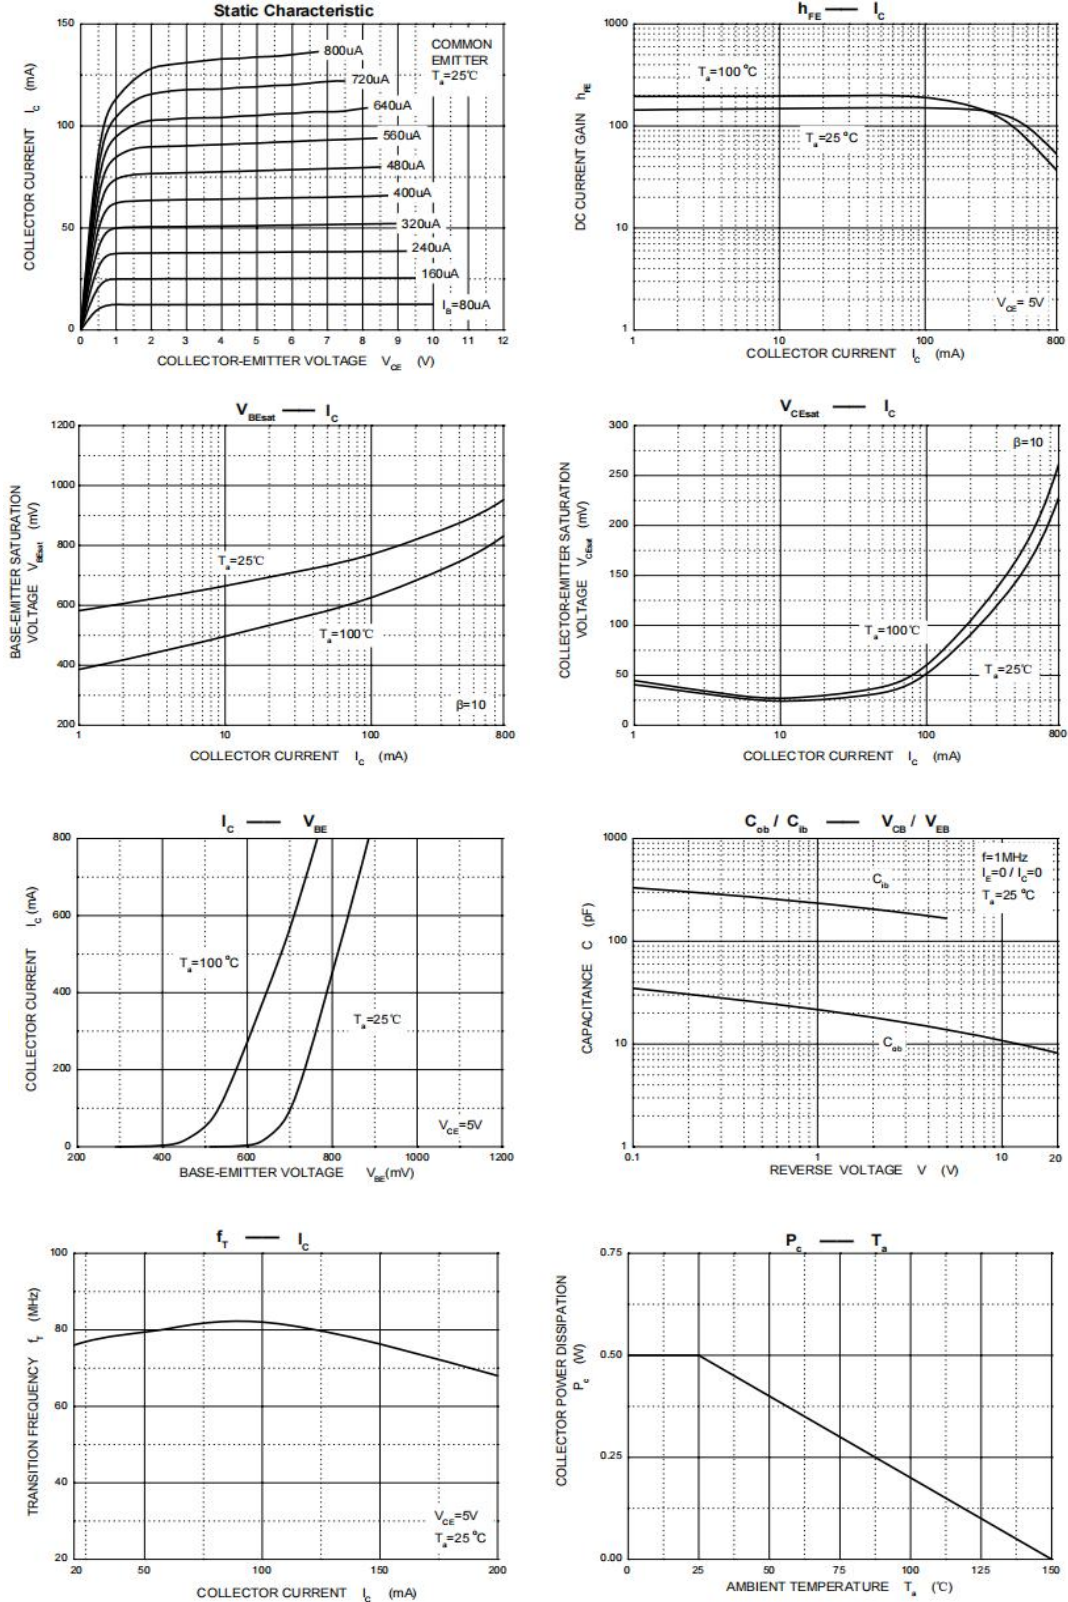 Static Characteristic
COLLECTOR CURRENT I_C (mA)
150
100
50
0
800uA
720uA
640uA
560uA
480uA
400uA
320uA
240uA
160uA
I_B=80uA
COMMON
EMITTER
T_a=25℃
0 1 2 3 4 5 6 7 8 9 10 11 12
COLLECTOR-EMITTER VOLTAGE V_CE (V)
h_FE —— I_C
DC CURRENT GAIN h_FE
1000
100
10
1
T_a=100 °C
T_a=25 °C
V_CE= 5V
1 10 100 800
COLLECTOR CURRENT I_C (mA)
V_BEsat —— I_C
BASE-EMITTER SATURATION
VOLTAGE V_BEsat (mV)
1200
1000
800
600
400
200
T_a=25℃
T_a=100℃
β=10
1 10 100 800
COLLECTOR CURRENT I_C (mA)
V_CEsat —— I_C
COLLECTOR-EMITTER SATURATION
VOLTAGE V_CEsat (mV)
300
250
200
150
100
50
0
β=10
T_a=100℃
T_a=25℃
1 10 100 800
COLLECTOR CURRENT I_C (mA)
I_C —— V_BE
COLLECTOR CURRENT I_C (mA)
800
600
400
200
0
T_a=100 °C
T_a=25℃
V_CE=5V
200 400 600 800 1000 1200
BASE-EMITTER VOLTAGE V_BE(mV)
C_ob / C_ib —— V_CB / V_EB
CAPACITANCE C (pF)
1000
100
10
1
f=1MHz
I_E=0 / I_C=0
T_a=25 °C
C_ib
C_ob
0.1 1 10 20
REVERSE VOLTAGE V (V)
f_T —— I_C
TRANSITION FREQUENCY f_T (MHz)
100
80
60
40
20
V_CE=5V
T_a=25 °C
20 50 100 150 200
COLLECTOR CURRENT I_C (mA)
P_c —— T_a
COLLECTOR POWER DISSIPATION
P_c (W)
0.75
0.50
0.25
0.00
0 25 50 75 100 125 150
AMBIENT TEMPERATURE T_a (℃)